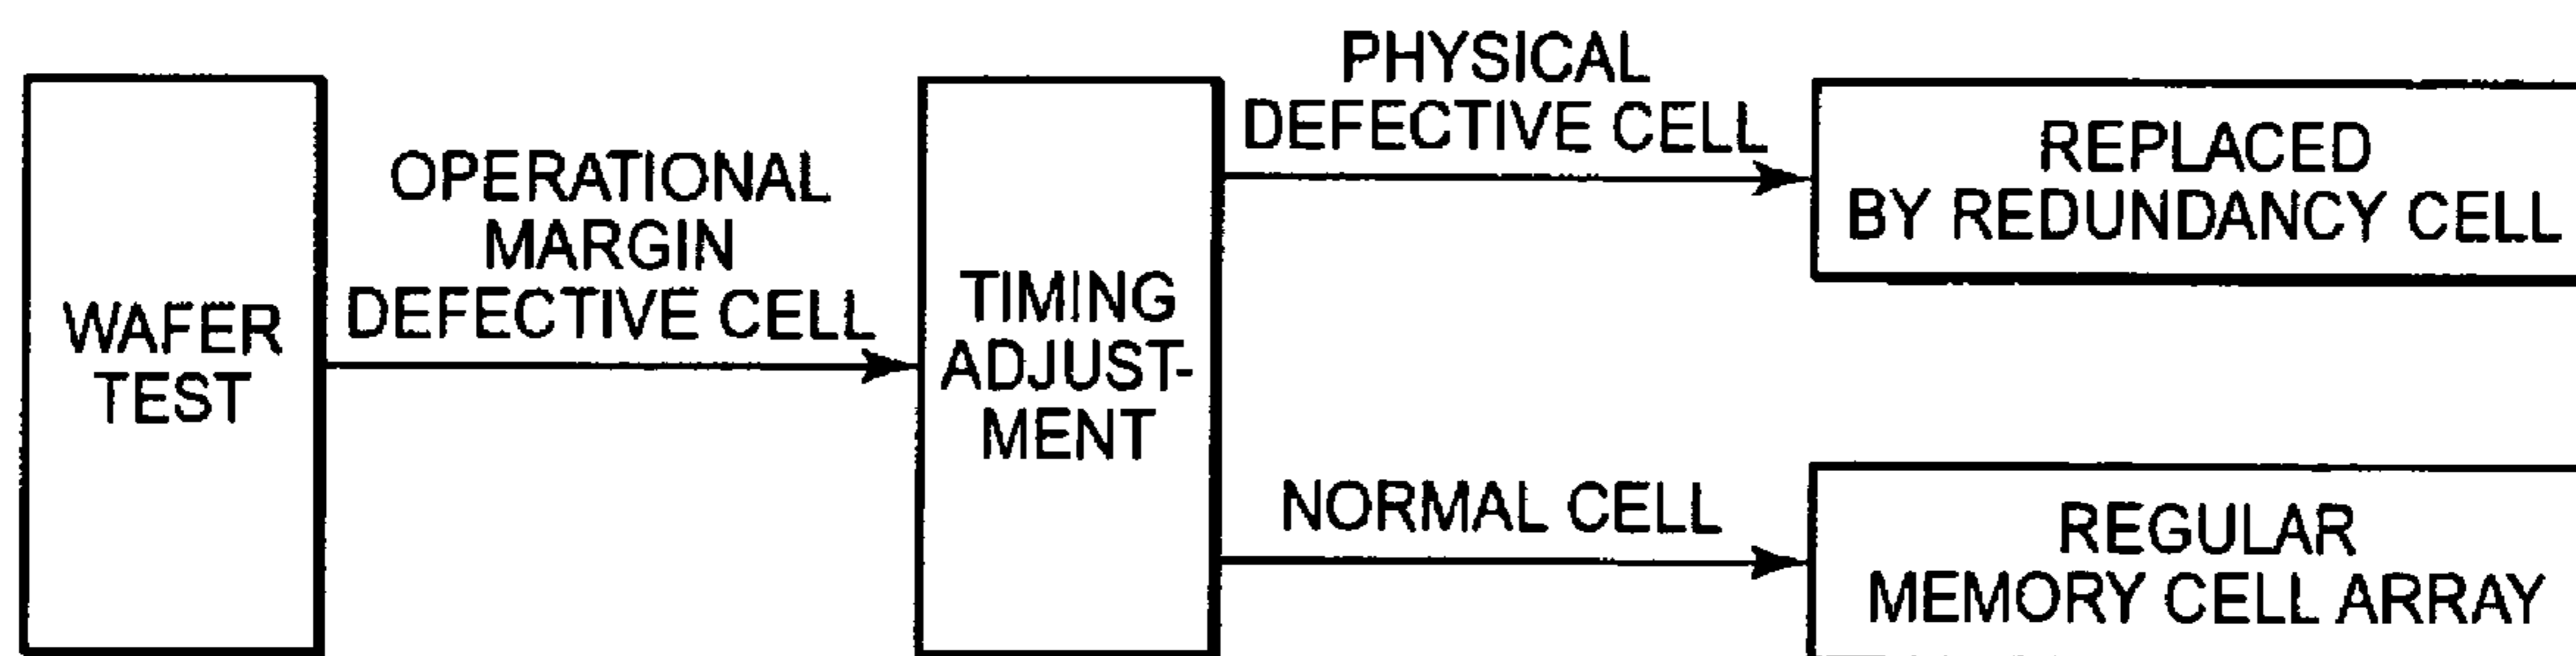 WAFER
TEST
OPERATIONAL
MARGIN
DEFECTIVE CELL
TIMING
ADJUST-
MENT
PHYSICAL
DEFECTIVE CELL
REPLACED
BY REDUNDANCY CELL
NORMAL CELL
REGULAR
MEMORY CELL ARRAY